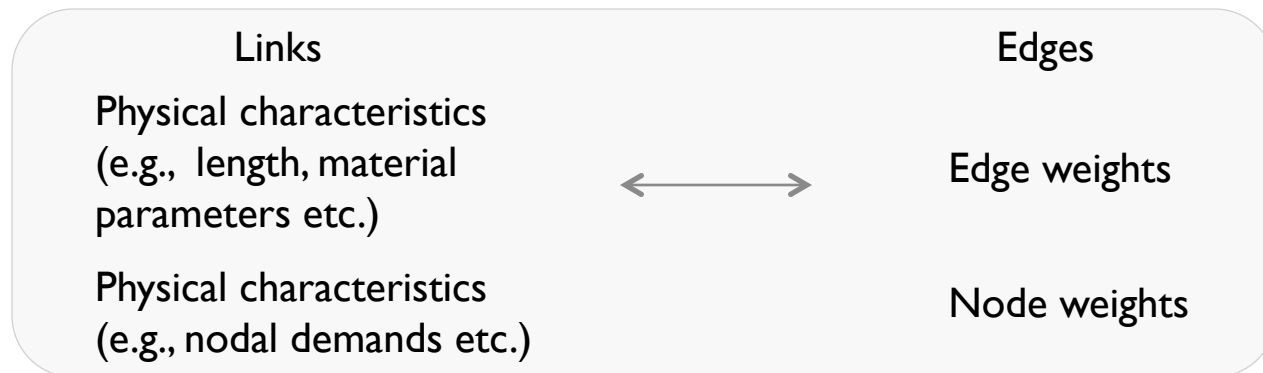 Links
Edges
Physical characteristics
(e.g., length, material
parameters etc.)
Edge weights
Physical characteristics
(e.g., nodal demands etc.)
Node weights